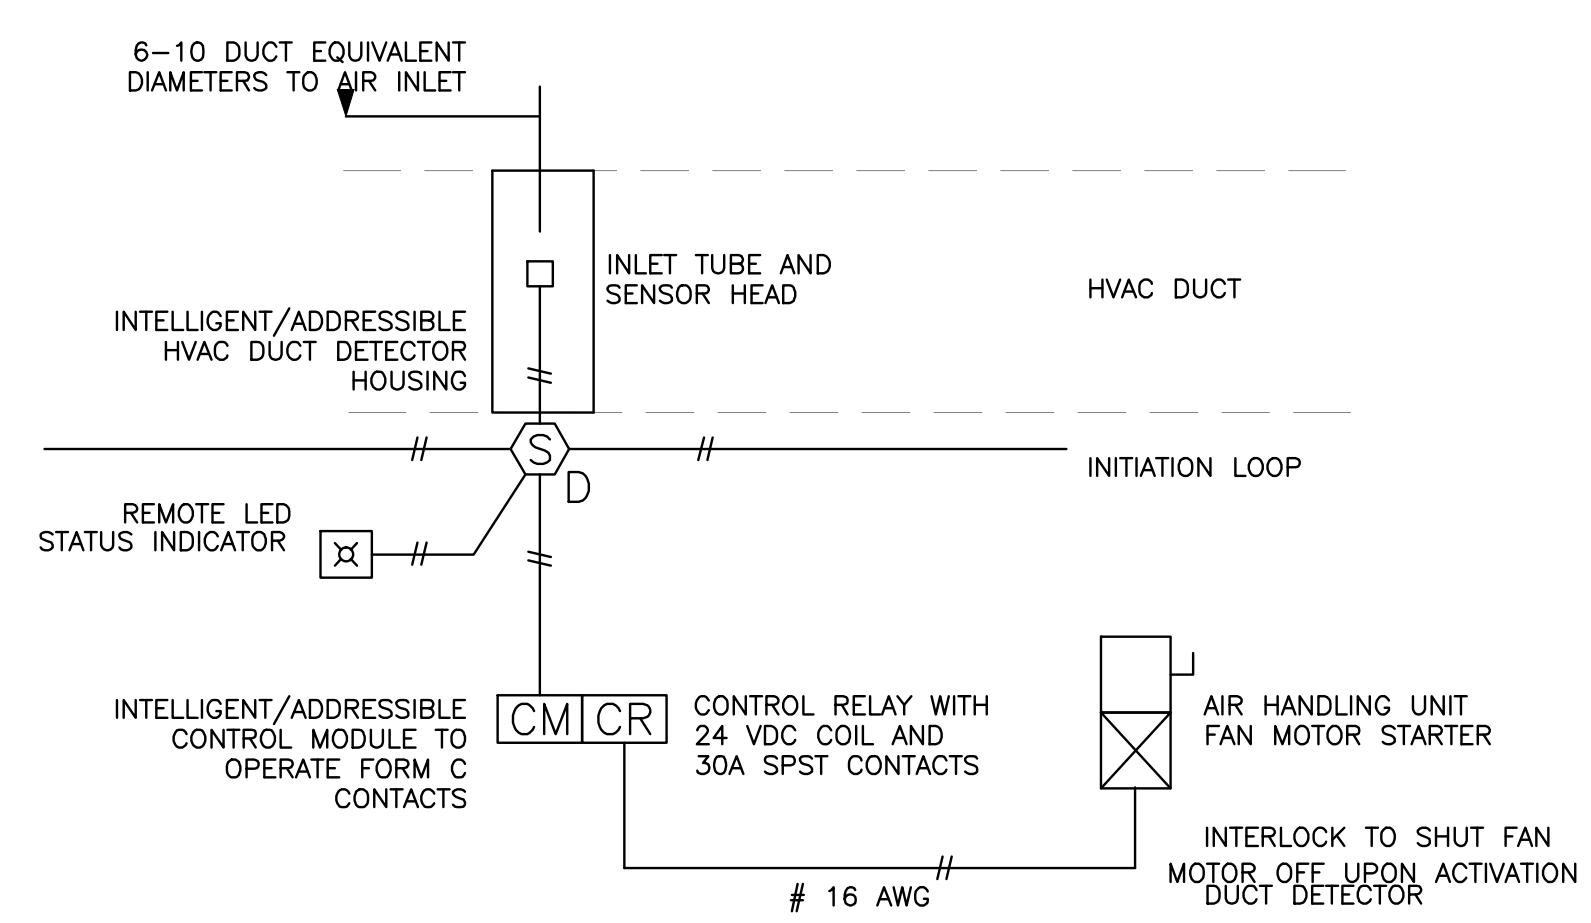 6-10 DUCT EQUIVALENT
DIAMETERS TO AIR INLET
INLET TUBE AND
SENSOR HEAD
HVAC DUCT
INTELLIGENT/ADDRESSIBLE
HVAC DUCT DETECTOR
HOUSING
S
D
INITIATION LOOP
REMOTE LED
STATUS INDICATOR
INTELLIGENT/ADDRESSIBLE
CONTROL MODULE TO
OPERATE FORM C
CONTACTS
CM CR
CONTROL RELAY WITH
24 VDC COIL AND
30A SPST CONTACTS
AIR HANDLING UNIT
FAN MOTOR STARTER
INTERLOCK TO SHUT FAN
MOTOR OFF UPON ACTIVATION
DUCT DETECTOR
# 16 AWG